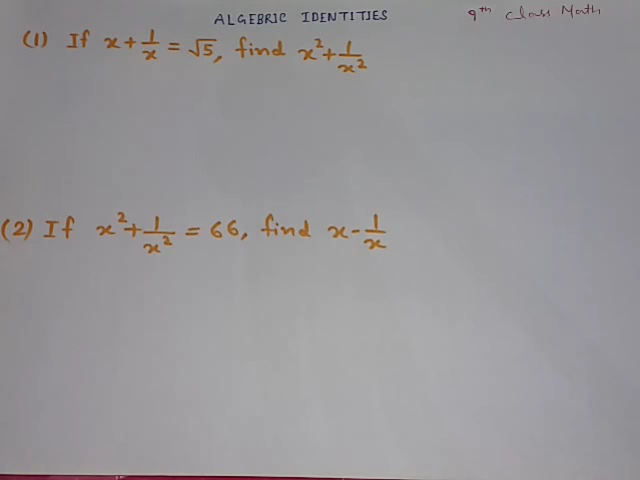 ALGEBRIC IDENTITIES 9th Class Math
(1) If x + 1/x = √5, find x² + 1/x²
(2) If x² + 1/x² = 66, find x - 1/x